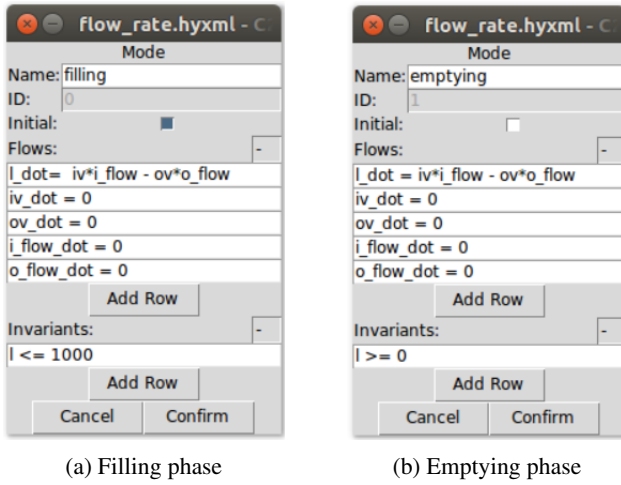 flow_rate.hyxml - C
Mode
Name: filling
ID: 0
Initial:
Flows: -
l_dot=  iv*i_flow - ov*o_flow
iv_dot = 0
ov_dot = 0
i_flow_dot = 0
o_flow_dot = 0
Add Row
Invariants: -
l <= 1000
Add Row
Cancel Confirm
(a) Filling phase
flow_rate.hyxml - C
Mode
Name: emptying
ID: 1
Initial:
Flows: -
l_dot = iv*i_flow - ov*o_flow
iv_dot = 0
ov_dot = 0
i_flow_dot = 0
o_flow_dot = 0
Add Row
Invariants: -
l >= 0
Add Row
Cancel Confirm
(b) Emptying phase